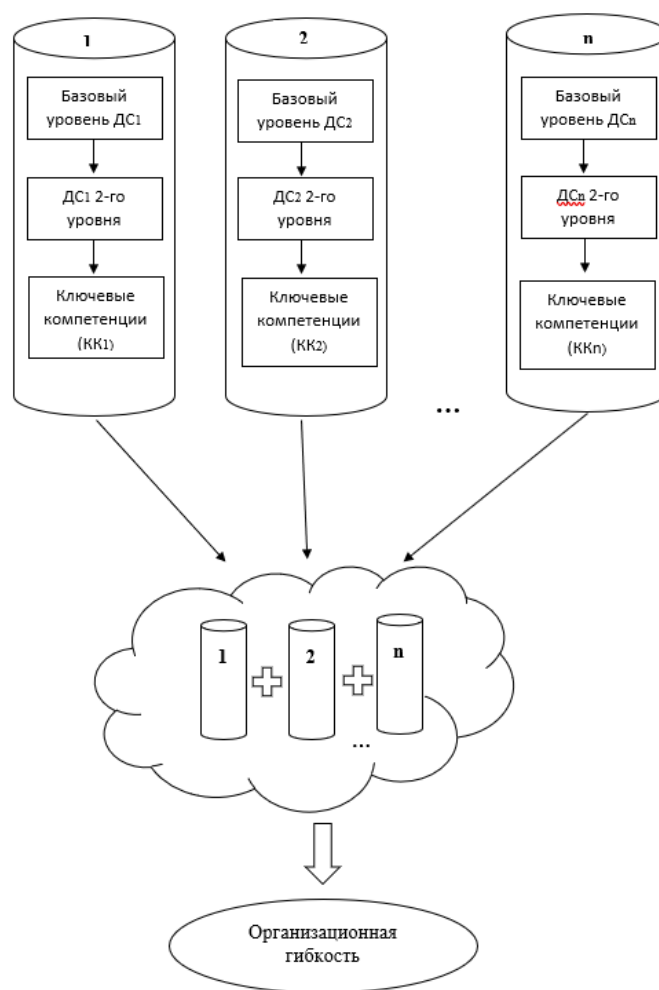 1
Базовый
уровень ДС1
ДС1 2-го
уровня
Ключевые
компетенции
(КК1)
2
Базовый
уровень ДС2
ДС2 2-го
уровня
Ключевые
компетенции
(КК2)
...
n
Базовый
уровень ДСn
ДСn 2-го
уровня
Ключевые
компетенции
(ККn)
1
2
n
...
Организационная
гибкость